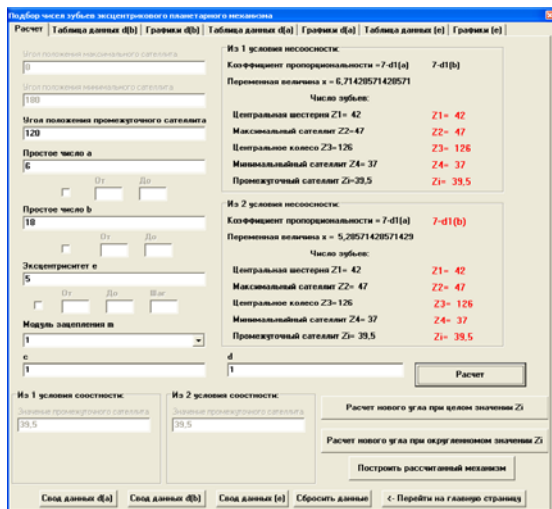 Подбор чисел зубьев эксцентрикового планетарного механизма
Расчет Таблица данных d(b) Графики d(b) Таблица данных d(a) Графики d(a) Таблица данных (e) Графики (e)
Угол положения максимального сателлита
0
Угол положения минимального сателлита
180
Угол положения промежуточного сателлита
120
Простое число a
6
От До
Простое число b
18
От До
Эксцентриситет e
5
От До Шаг
Модуль зацепления m
1
c
1
d
1
Из 1 условия несоосности:
Коэффициент пропорциональности =7-d1(a) 7-d1(b)
Переменная величина x = 6,71428571428571
Число зубьев:
Центральная шестерня Z1= 42 Z1= 42
Максимальный сателлит Z2=47 Z2= 47
Центральное колесо Z3=126 Z3= 126
Минимальныйный сателлит Z4= 37 Z4= 37
Промежуточный сателлит Zi=39,5 Zi= 39,5
Из 2 условия несоосности:
Коэффициент пропорциональности = 7-d1(a) 7-d1(b)
Переменная величина x = 5,28571428571429
Число зубьев:
Центральная шестерня Z1= 42 Z1= 42
Максимальный сателлит Z2= 47 Z2= 47
Центральное колесо Z3=126 Z3= 126
Минимальныйный сателлит Z4= 37 Z4= 37
Промежуточный сателлит Zi= 39,5 Zi= 39,5
Расчет
Из 1 условия соостности:
Значение промежуточного сателлита
39,5
Из 2 условия соостности:
Значение промежуточного сателлита
39,5
Расчет нового угла при целом значении Zi
Расчет нового угла при округленномом значении Zi
Построить рассчитанный механизм
Свод данных d(a) Свод данных d(b) Свод данных (e) Сбросить данные <- Перейти на главную страницу